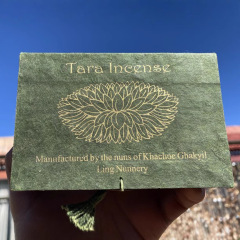 Tara Incense
Manufactured by the nuns of Khachoe Ghakyil
Ling Nunnery